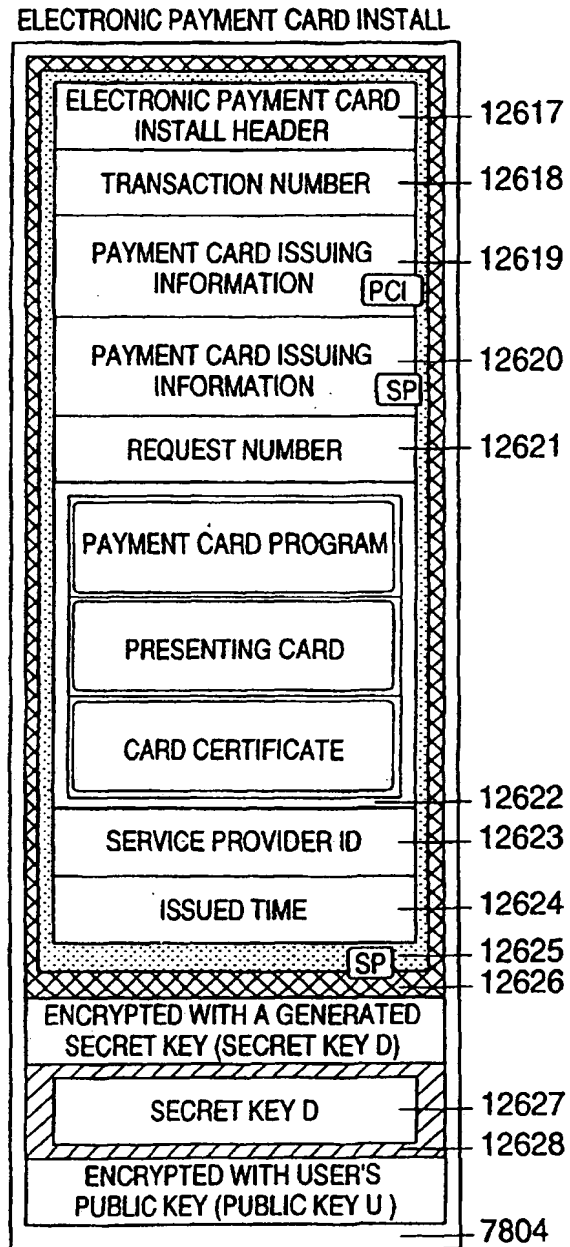 ELECTRONIC PAYMENT CARD INSTALL
ELECTRONIC PAYMENT CARD
INSTALL HEADER
12617
TRANSACTION NUMBER
12618
PAYMENT CARD ISSUING
INFORMATION
12619
PCI
PAYMENT CARD ISSUING
INFORMATION
12620
SP
REQUEST NUMBER
12621
PAYMENT CARD PROGRAM
PRESENTING CARD
CARD CERTIFICATE
12622
SERVICE PROVIDER ID
12623
ISSUED TIME
12624
12625
SP
12626
ENCRYPTED WITH A GENERATED
SECRET KEY (SECRET KEY D)
SECRET KEY D
12627
12628
ENCRYPTED WITH USER'S
PUBLIC KEY (PUBLIC KEY U )
7804